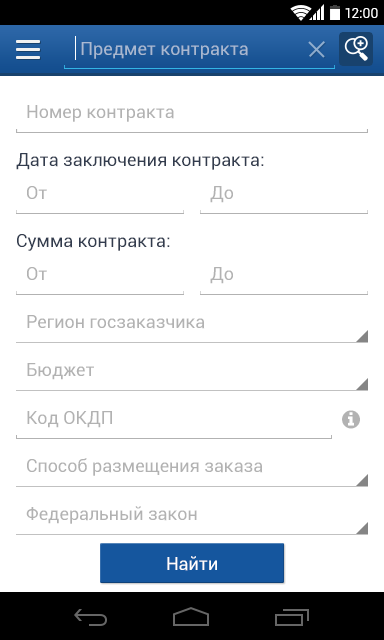 12:00
Предмет контракта
Номер контракта
Дата заключения контракта:
От До
Сумма контракта:
От До
Регион госзаказчика
Бюджет
Код ОКДП
Способ размещения заказа
Федеральный закон
Найти